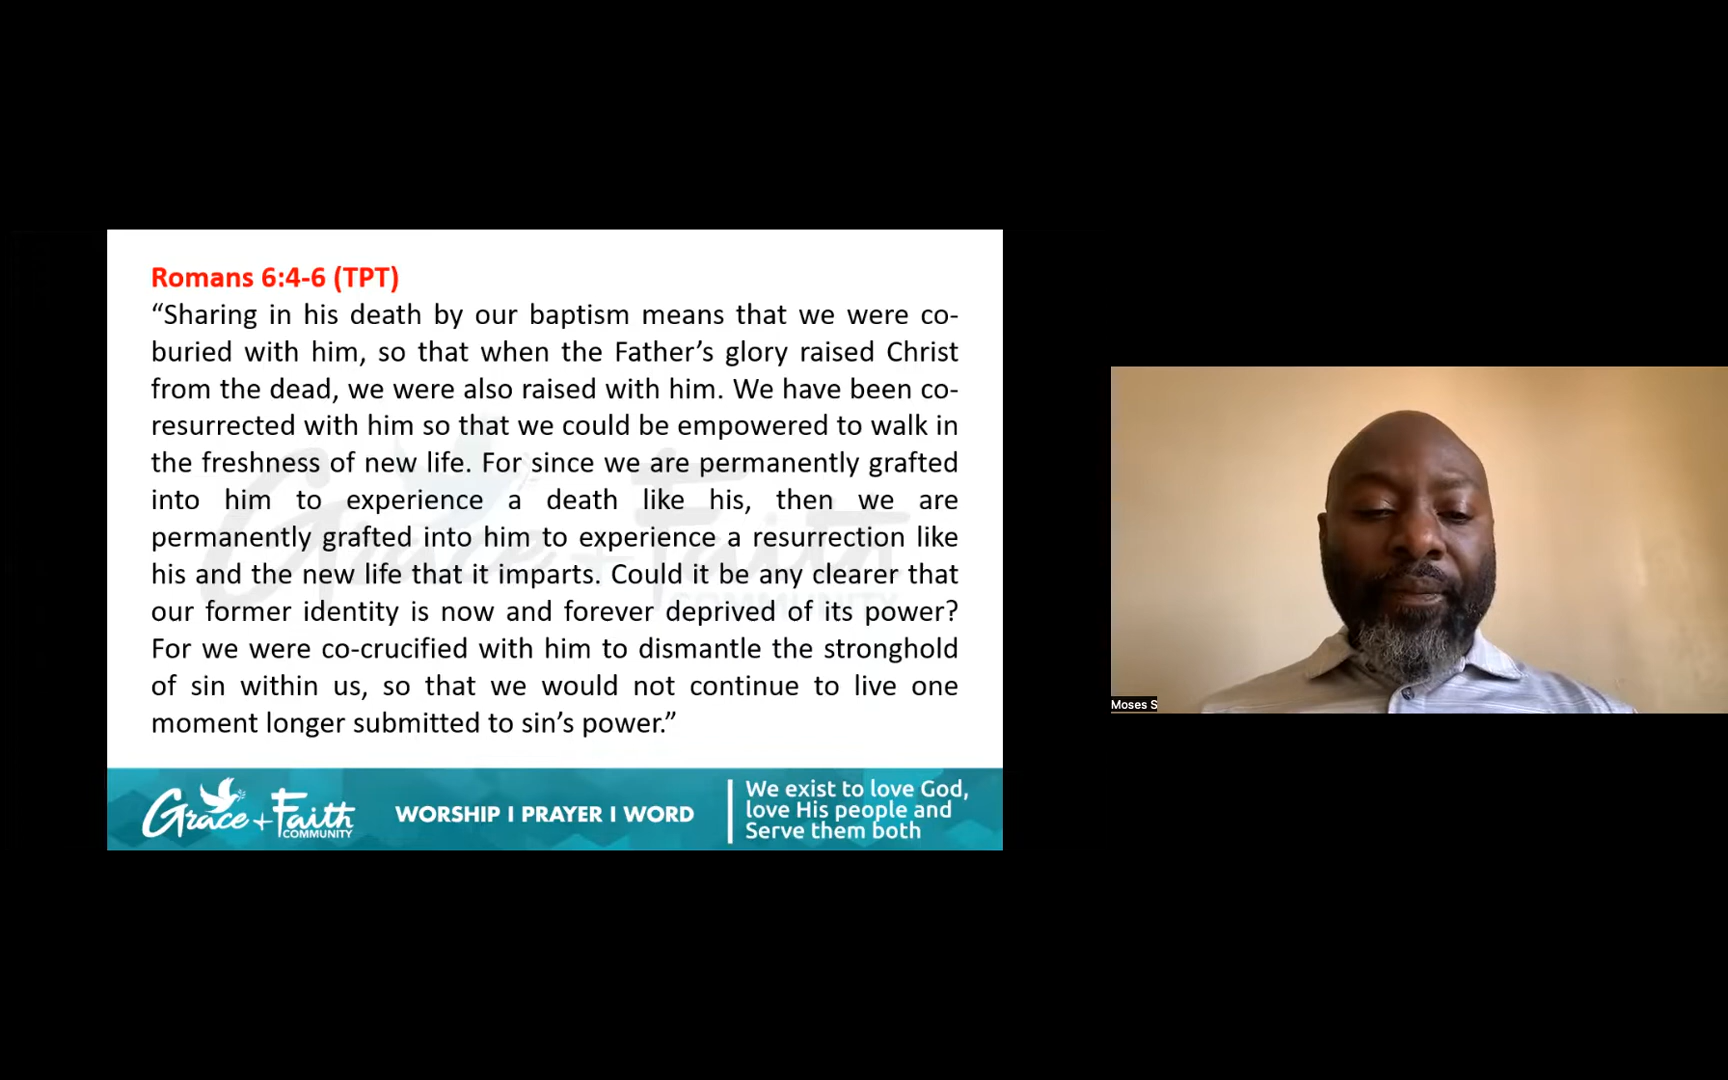 Romans 6:4-6 (TPT)
“Sharing in his death by our baptism means that we were co-
buried with him, so that when the Father’s glory raised Christ
from the dead, we were also raised with him. We have been co-
resurrected with him so that we could be empowered to walk in
the freshness of new life. For since we are permanently grafted
into him to experience a death like his, then we are
permanently grafted into him to experience a resurrection like
his and the new life that it imparts. Could it be any clearer that
our former identity is now and forever deprived of its power?
For we were co-crucified with him to dismantle the stronghold
of sin within us, so that we would not continue to live one
moment longer submitted to sin’s power.”
Grace + Faith
COMMUNITY
WORSHIP I PRAYER I WORD
We exist to love God,
love His people and
Serve them both
Grace + Faith
COMMUNITY
Moses S